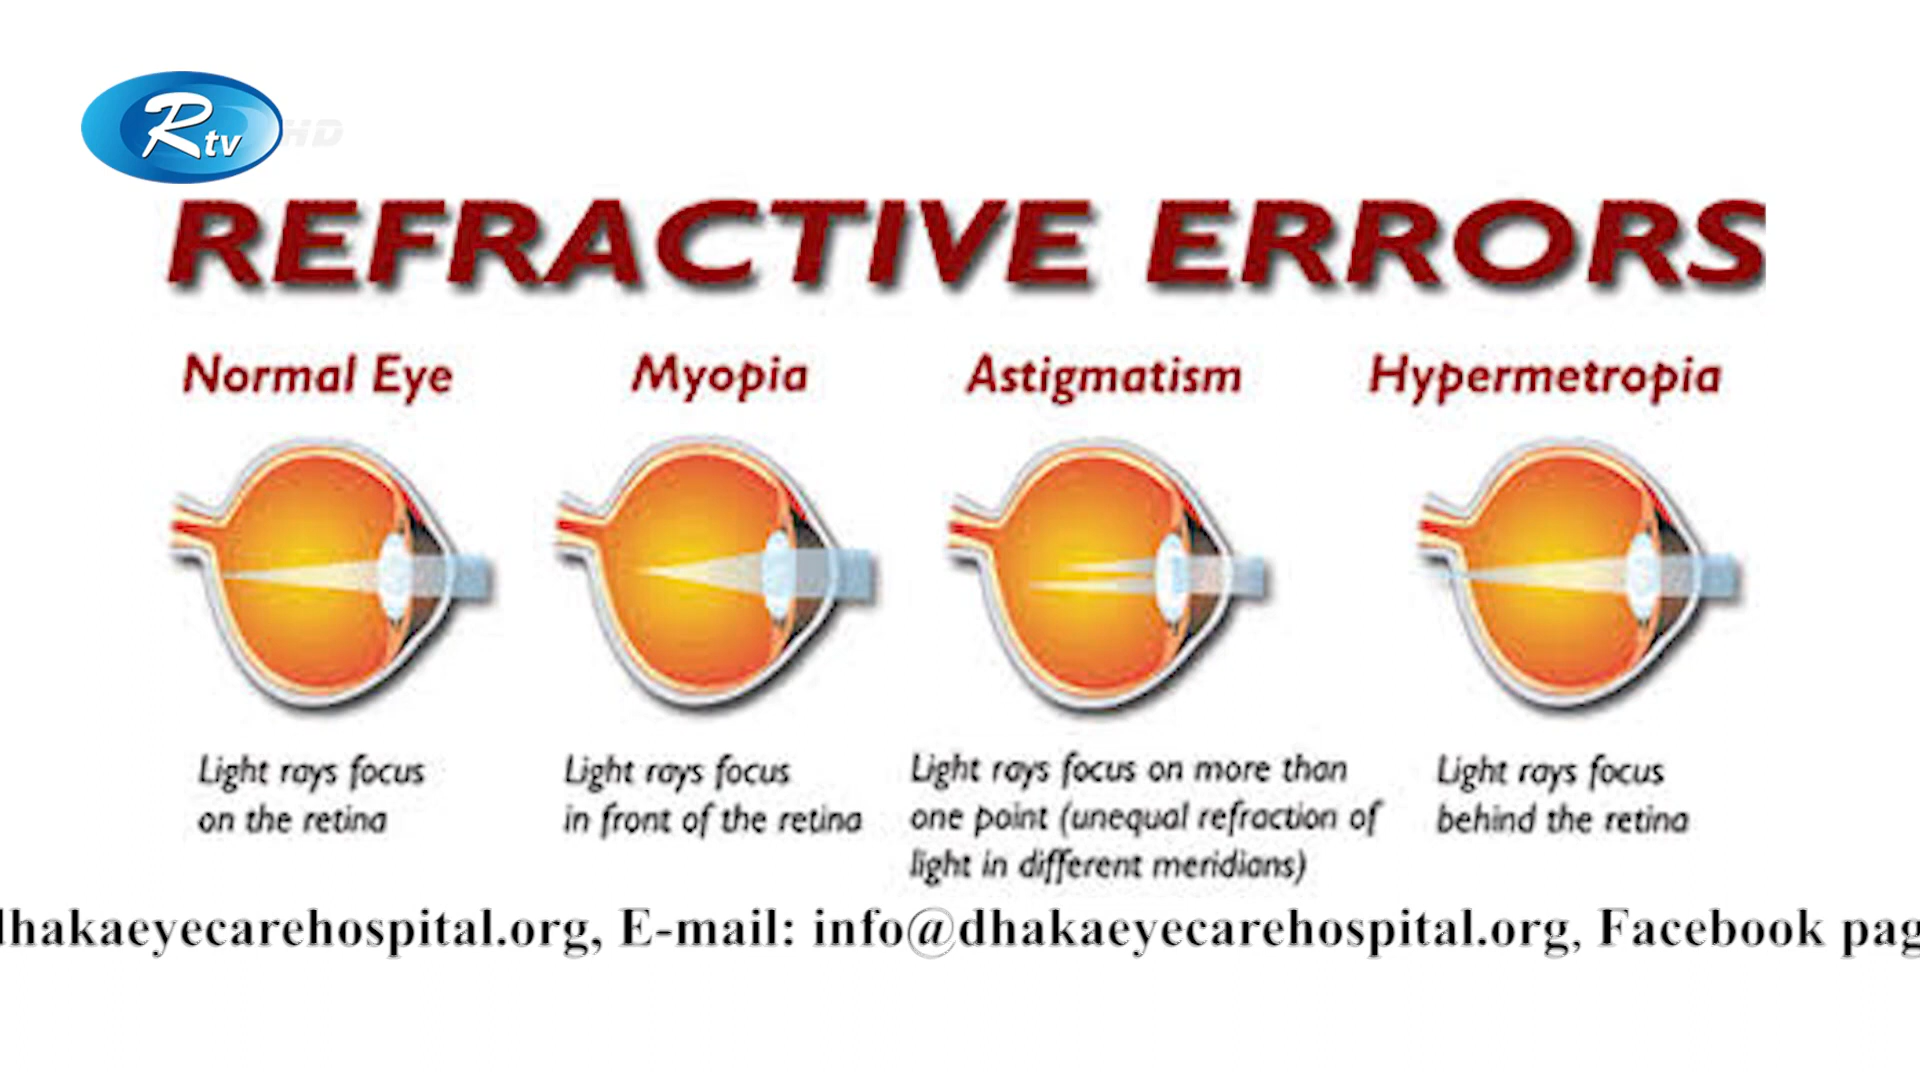 Rtv HD
REFRACTIVE ERRORS
Normal Eye
Myopia
Astigmatism
Hypermetropia
Light rays focus
on the retina
Light rays focus
in front of the retina
Light rays focus on more than
one point (unequal refraction of
light in different meridians)
Light rays focus
behind the retina
dhakaeyecarehospital.org, E-mail: info@dhakaeyecarehospital.org, Facebook pag